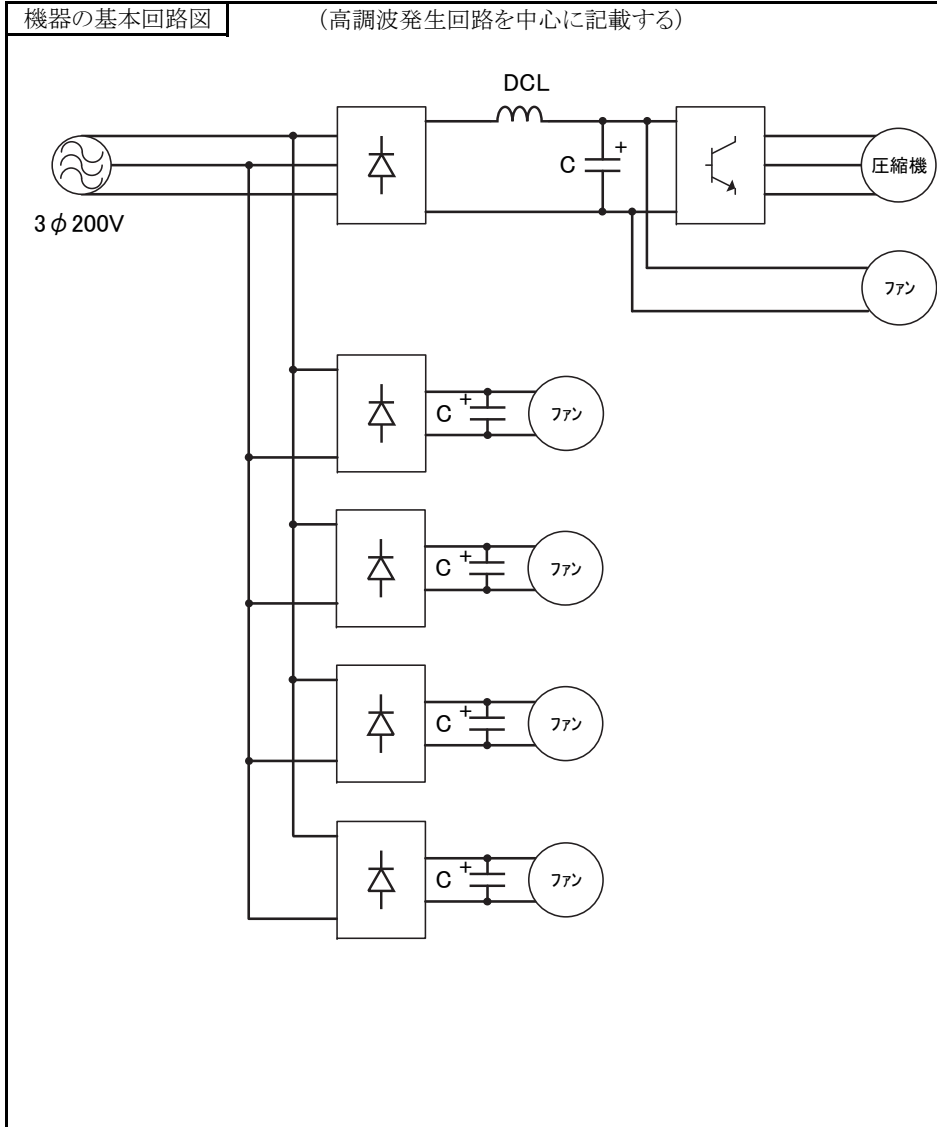 機器の基本回路図 (高調波発生回路を中心に記載する)
DCL
C +
圧縮機
3φ200V
ファン
C + ファン
C + ファン
C + ファン
C + ファン